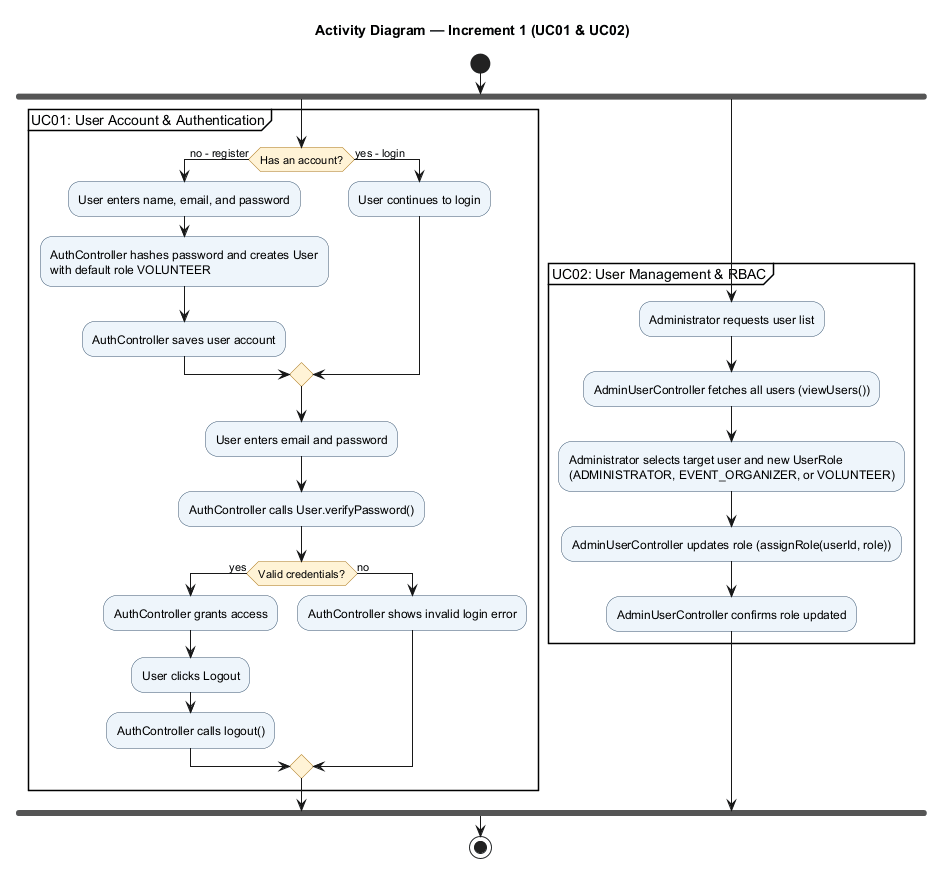 Activity Diagram — Increment 1 (UC01 & UC02)
UC01: User Account & Authentication
Has an account?
no - register
yes - login
User enters name, email, and password
User continues to login
AuthController hashes password and creates User
with default role VOLUNTEER
AuthController saves user account
User enters email and password
AuthController calls User.verifyPassword()
Valid credentials?
yes
no
AuthController grants access
AuthController shows invalid login error
User clicks Logout
AuthController calls logout()
UC02: User Management & RBAC
Administrator requests user list
AdminUserController fetches all users (viewUsers())
Administrator selects target user and new UserRole
(ADMINISTRATOR, EVENT_ORGANIZER, or VOLUNTEER)
AdminUserController updates role (assignRole(userId, role))
AdminUserController confirms role updated